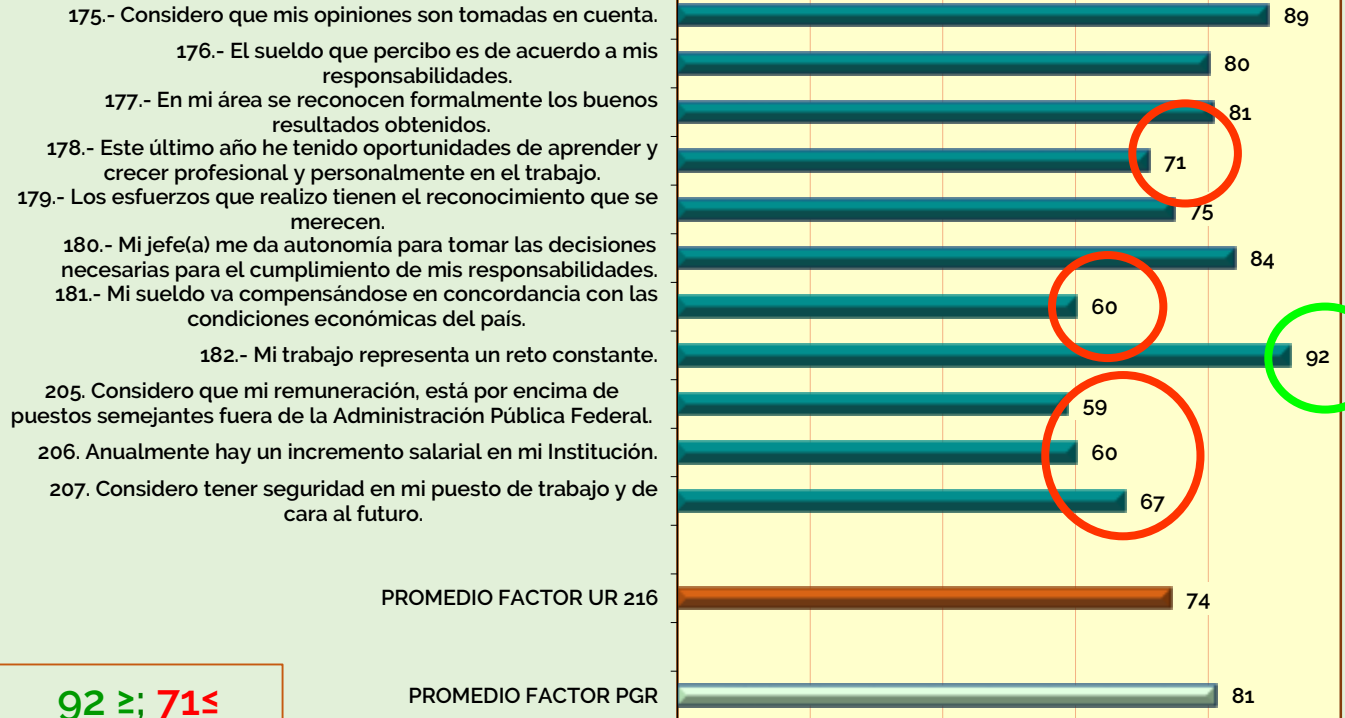 175.- Considero que mis opiniones son tomadas en cuenta.
89
176.- El sueldo que percibo es de acuerdo a mis
responsabilidades.
80
177.- En mi área se reconocen formalmente los buenos
resultados obtenidos.
81
178.- Este último año he tenido oportunidades de aprender y
crecer profesional y personalmente en el trabajo.
71
179.- Los esfuerzos que realizo tienen el reconocimiento que se
merecen.
75
180.- Mi jefe(a) me da autonomía para tomar las decisiones
necesarias para el cumplimiento de mis responsabilidades.
84
181.- Mi sueldo va compensándose en concordancia con las
condiciones económicas del país.
60
182.- Mi trabajo representa un reto constante.
92
205. Considero que mi remuneración, está por encima de
puestos semejantes fuera de la Administración Pública Federal.
59
206. Anualmente hay un incremento salarial en mi Institución.
60
207. Considero tener seguridad en mi puesto de trabajo y de
cara al futuro.
67
PROMEDIO FACTOR UR 216
74
PROMEDIO FACTOR PGR
81
92 ≥; 71≤